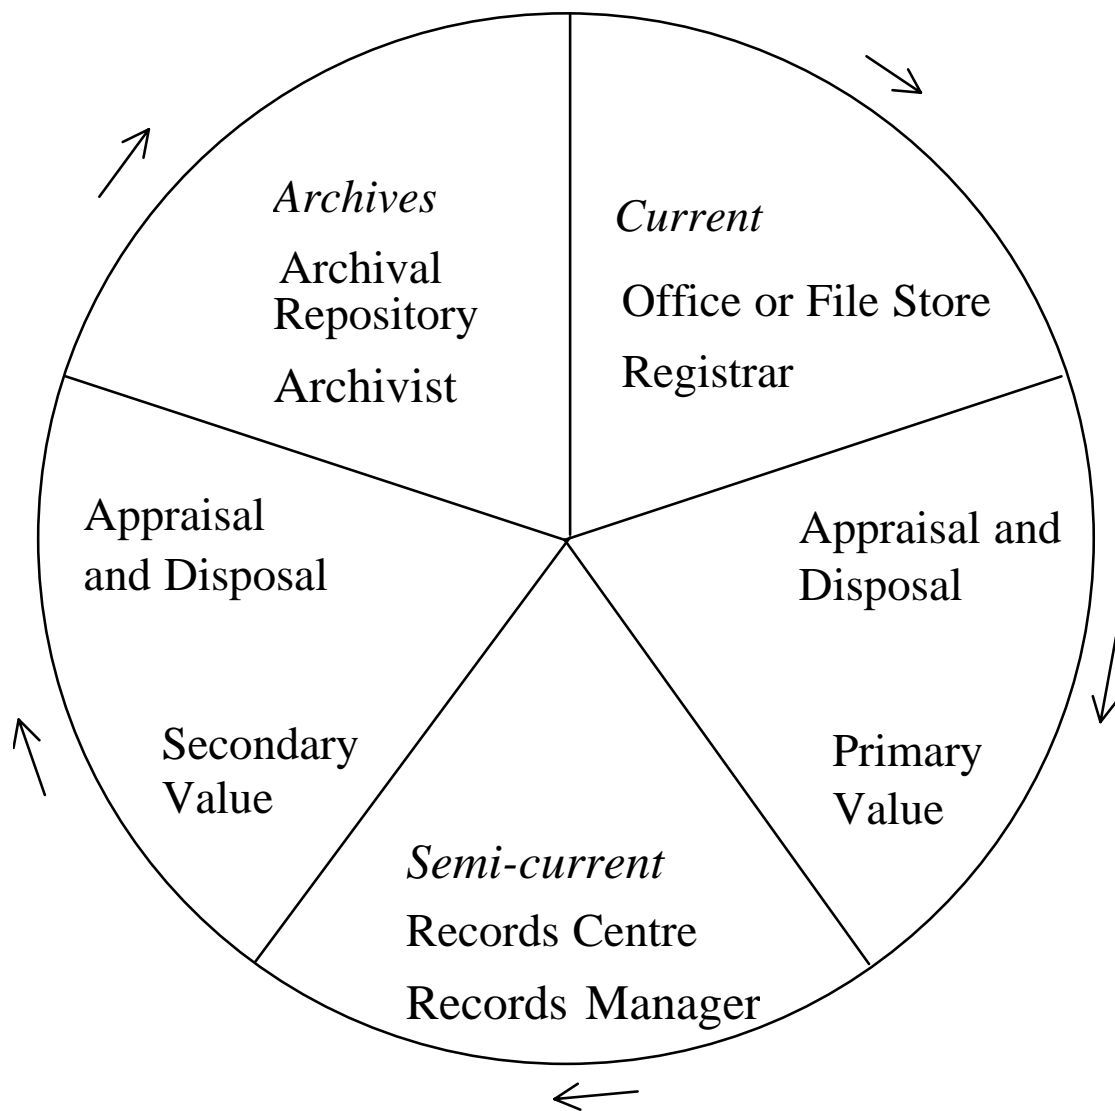 Archives
Archival
Repository
Archivist
Current
Office or File Store
Registrar
Appraisal and
Disposal
Primary
Value
Semi-current
Records Centre
Records Manager
Appraisal
and Disposal
Secondary
Value